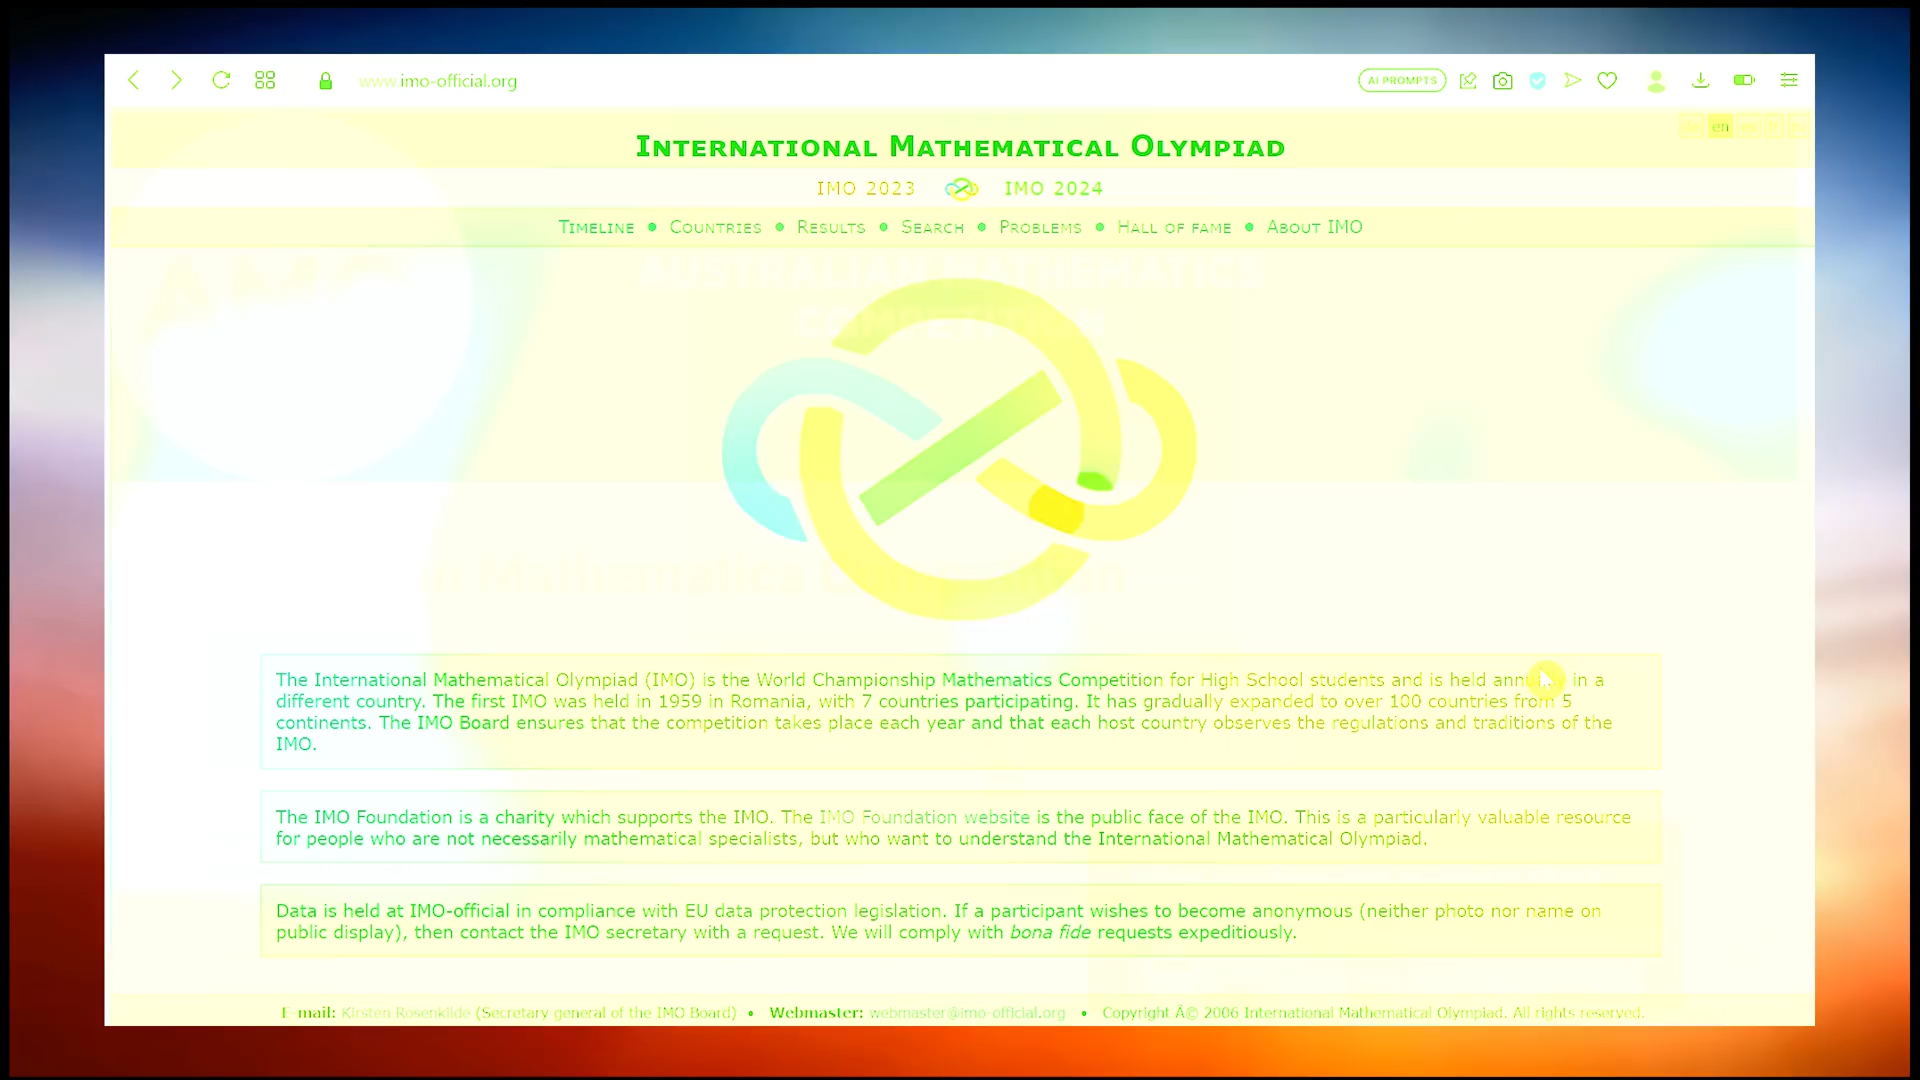 www.imo-official.org
AI PROMPTS
en
INTERNATIONAL MATHEMATICAL OLYMPIAD
IMO 2023 IMO 2024
TIMELINE • COUNTRIES • RESULTS • SEARCH • PROBLEMS • HALL OF FAME • ABOUT IMO
AUSTRALIAN MATHEMATICS
COMPETITION
The International Mathematical Olympiad (IMO) is the World Championship Mathematics Competition for High School students and is held in a
different country. The first IMO was held in 1959 in Romania, with 7 countries participating. It has gradually expanded to over 100 countries from 5
continents. The IMO Board ensures that the competition takes place each year and that each host country observes the regulations and traditions of the
IMO.
The IMO Foundation is a charity which supports the IMO. The IMO Foundation website is the public face of the IMO. This is a particularly valuable resource
for people who are not necessarily mathematical specialists, but who want to understand the International Mathematical Olympiad.
Data is held at IMO-official in compliance with EU data protection legislation. If a participant wishes to become anonymous (neither photo nor name on
public display), then contact the IMO secretary with a request. We will comply with bona fide requests expeditiously.
E-mail: Kirsten Rosenkilde (Secretary general of the IMO Board) • Webmaster: webmaster@imo-official.org • Copyright Â© 2006 International Mathematical Olympiad. All rights reserved.